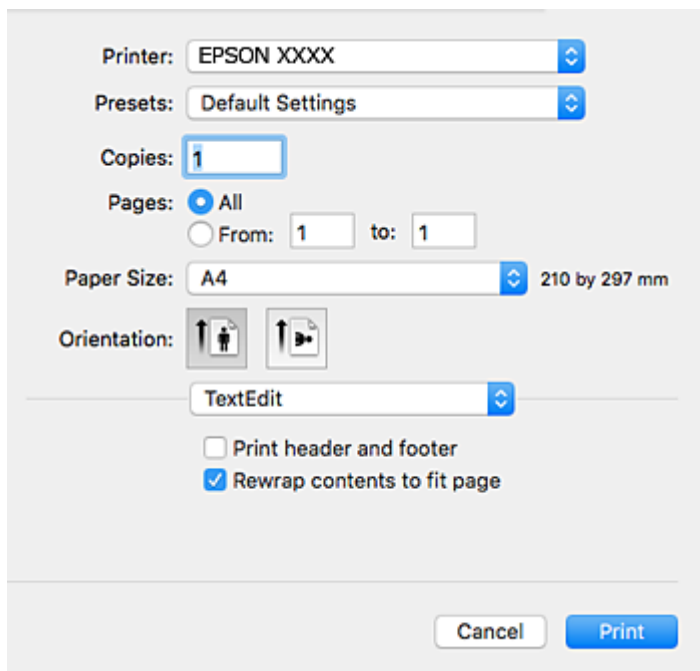 Printer: EPSON XXXX
Presets: Default Settings
Copies: 1
Pages: All
From: 1 to: 1
Paper Size: A4 210 by 297 mm
Orientation:
TextEdit
Print header and footer
Rewrap contents to fit page
Cancel Print